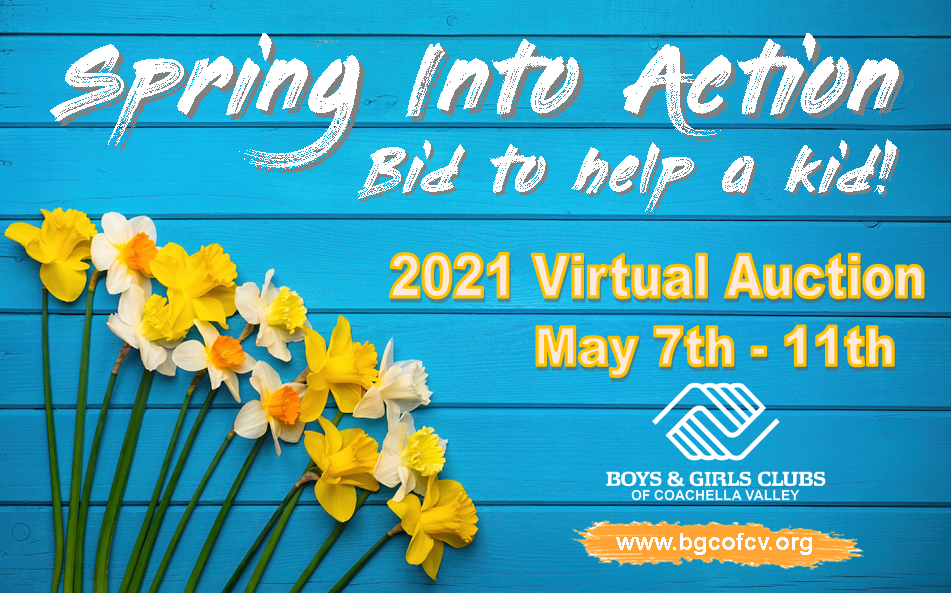 Spring Into Action
Bid to help a kid!
2021 Virtual Auction
May 7th - 11th
BOYS & GIRLS CLUBS
OF COACHELLA VALLEY
www.bgcofcv.org